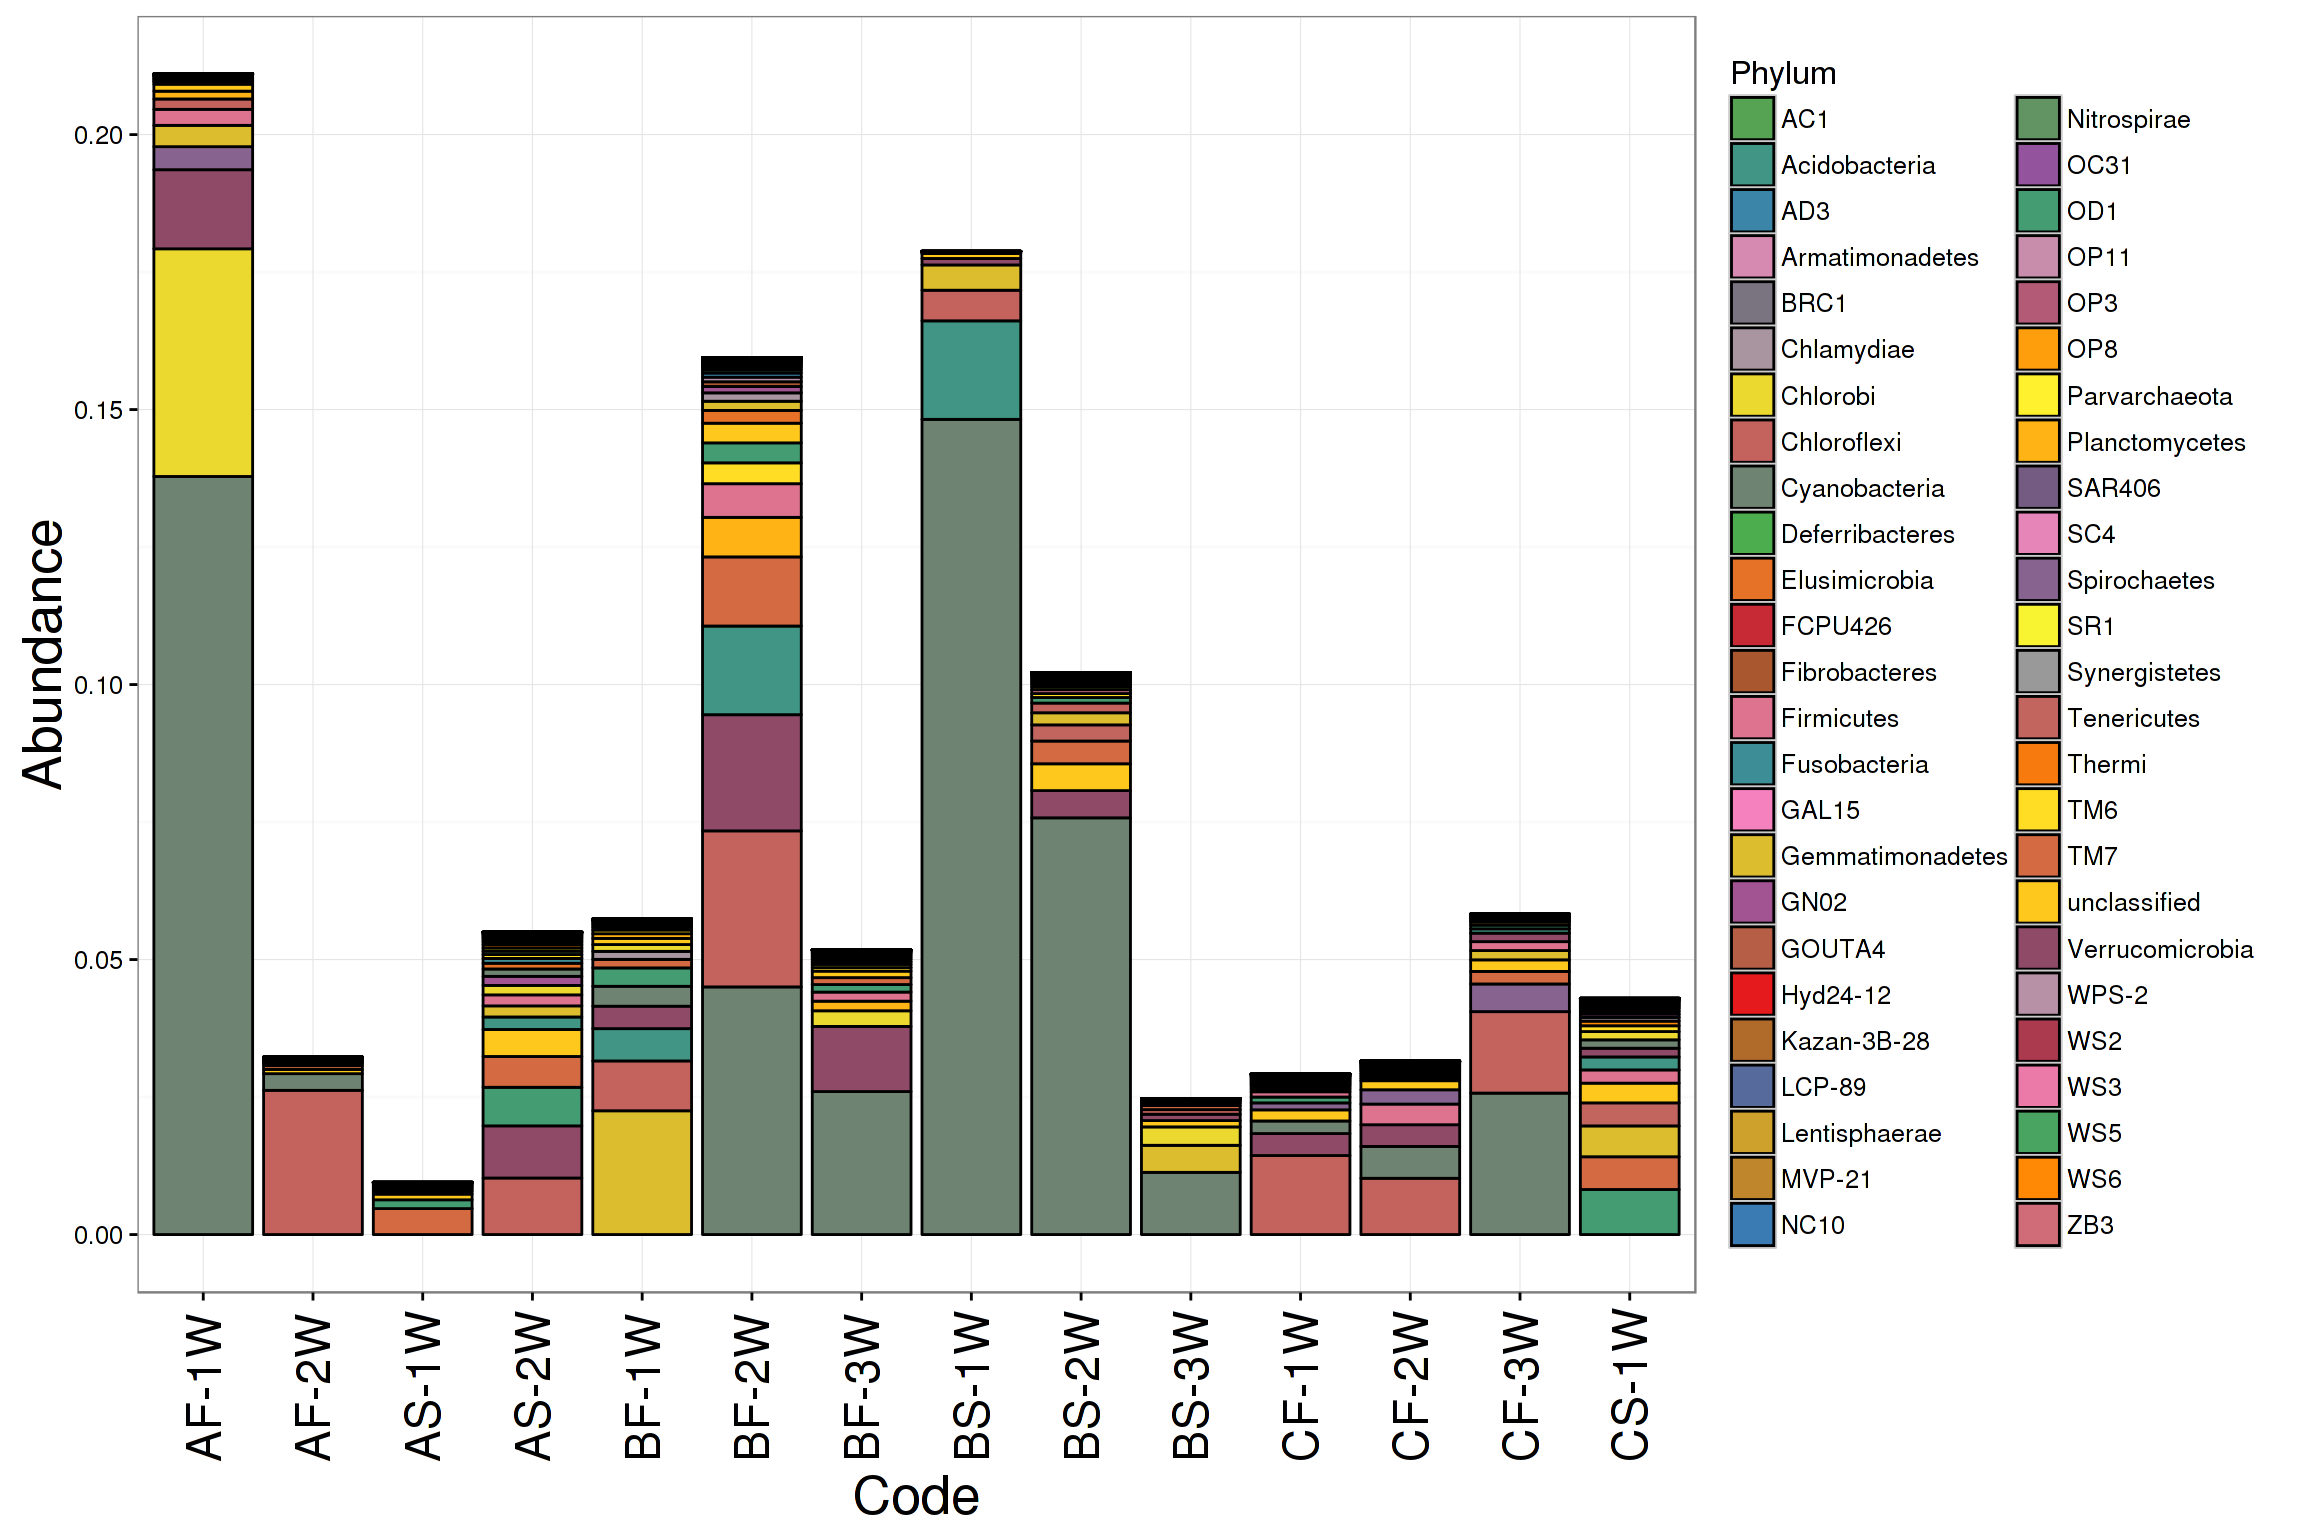 Abundance
0.20
0.15
0.10
0.05
0.00
AF-1W
AF-2W
AS-1W
AS-2W
BF-1W
BF-2W
BF-3W
BS-1W
BS-2W
BS-3W
CF-1W
CF-2W
CF-3W
CS-1W
Code
Phylum
AC1
Acidobacteria
AD3
Armatimonadetes
BRC1
Chlamydiae
Chlorobi
Chloroflexi
Cyanobacteria
Deferribacteres
Elusimicrobia
FCPU426
Fibrobacteres
Firmicutes
Fusobacteria
GAL15
Gemmatimonadetes
GN02
GOUTA4
Hyd24-12
Kazan-3B-28
LCP-89
Lentisphaerae
MVP-21
NC10
Nitrospirae
OC31
OD1
OP11
OP3
OP8
Parvarchaeota
Planctomycetes
SAR406
SC4
Spirochaetes
SR1
Synergistetes
Tenericutes
Thermi
TM6
TM7
unclassified
Verrucomicrobia
WPS-2
WS2
WS3
WS5
WS6
ZB3